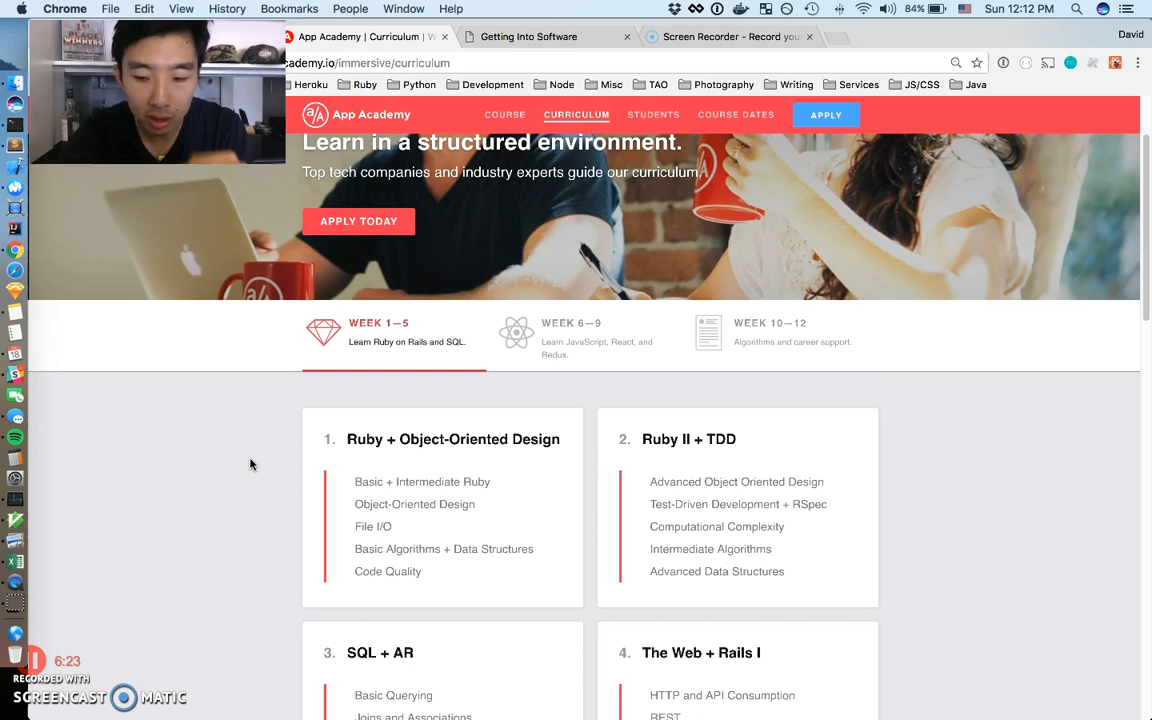 Chrome File Edit View History Bookmarks People Window Help 84% Sun 12:12 PM
1ST PLACE WINNERS
App Academy | Curriculum | W
Getting Into Software
Screen Recorder - Record your
David
cademy.io/immersive/curriculum
Heroku Ruby Python Development Node Misc TAO Photography Writing Services JS/CSS Java
a/A App Academy COURSE CURRICULUM STUDENTS COURSE DATES APPLY
Learn in a structured environment.
Top tech companies and industry experts guide our curriculum.
APPLY TODAY
WEEK 1—5
Learn Ruby on Rails and SQL.
WEEK 6—9
Learn JavaScript, React, and
Redux.
WEEK 10—12
Algorithms and career support.
1. Ruby + Object-Oriented Design
Basic + Intermediate Ruby
Object-Oriented Design
File I/O
Basic Algorithms + Data Structures
Code Quality
2. Ruby II + TDD
Advanced Object Oriented Design
Test-Driven Development + RSpec
Computational Complexity
Intermediate Algorithms
Advanced Data Structures
3. SQL + AR
Basic Querying
Joins and Associations
4. The Web + Rails I
HTTP and API Consumption
REST
6:23
RECORDED WITH
SCREENCAST MATIC